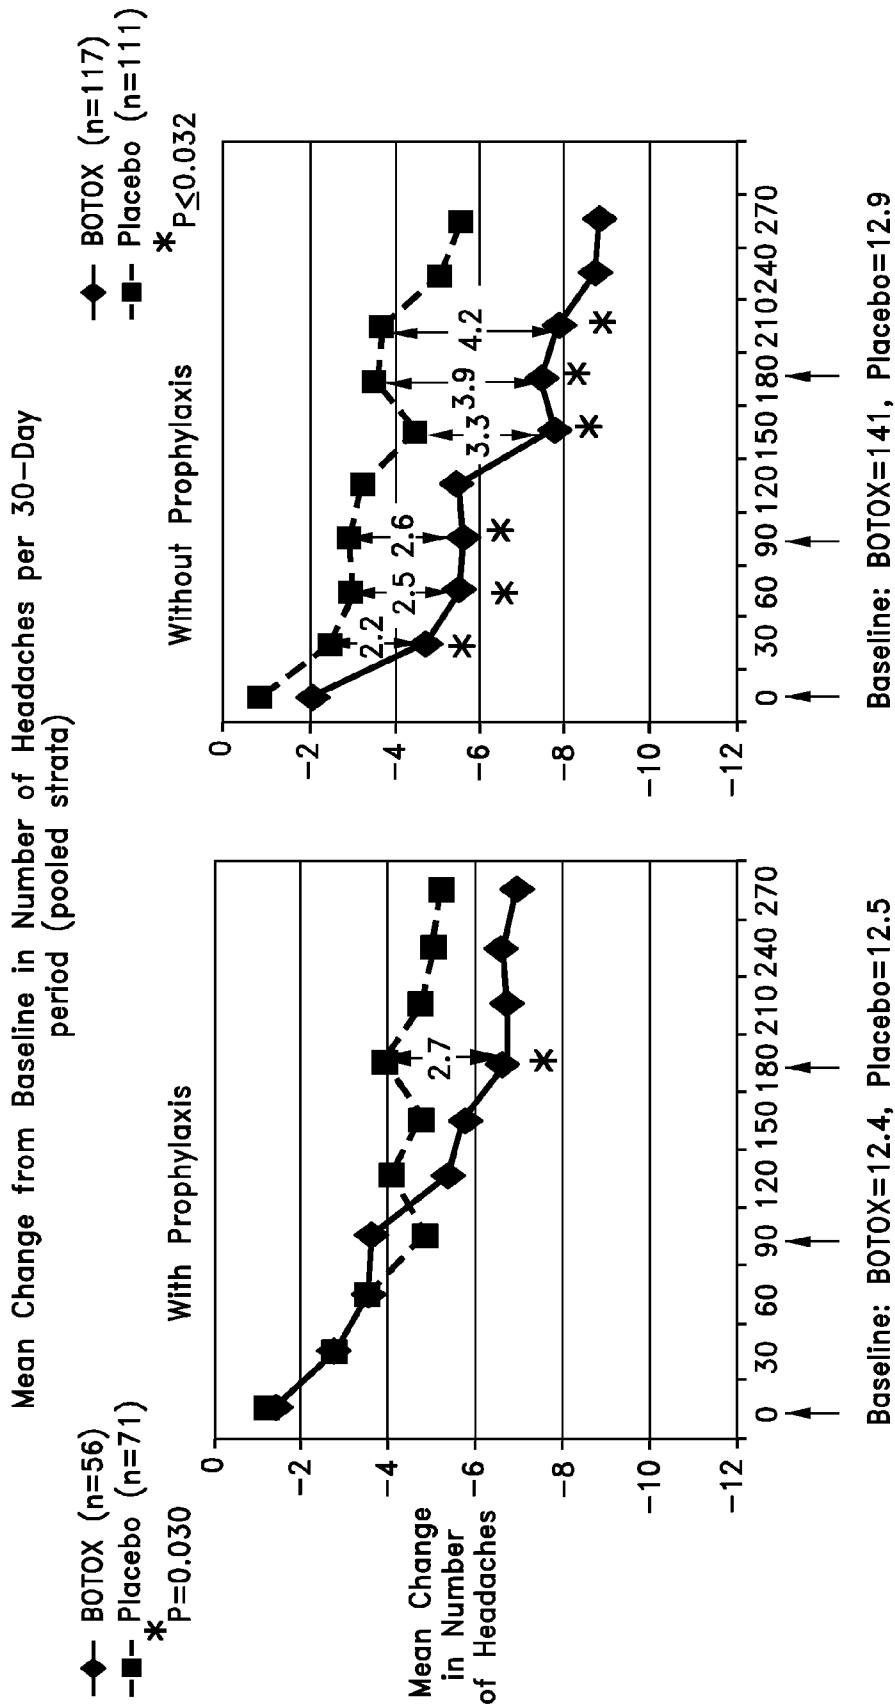 Mean Change from Baseline in Number of Headaches per 30-Day
period (pooled strata)
BOTOX (n=56)
Placebo (n=71)
* P=0.030
BOTOX (n=117)
Placebo (n=111)
* P≤0.032
With Prophylaxis
Without Prophylaxis
Mean Change
in Number
of Headaches
0
-2
-4
-6
-8
-10
-12
2.7
*
0 30 60 90 120 150 180 210 240 270
Baseline: BOTOX=12.4, Placebo=12.5
0
-2
-4
-6
-8
-10
-12
2.2
2.5
2.6
3.3
3.9
4.2
* * * * * *
0 30 60 90 120 150 180 210 240 270
Baseline: BOTOX=141, Placebo=12.9